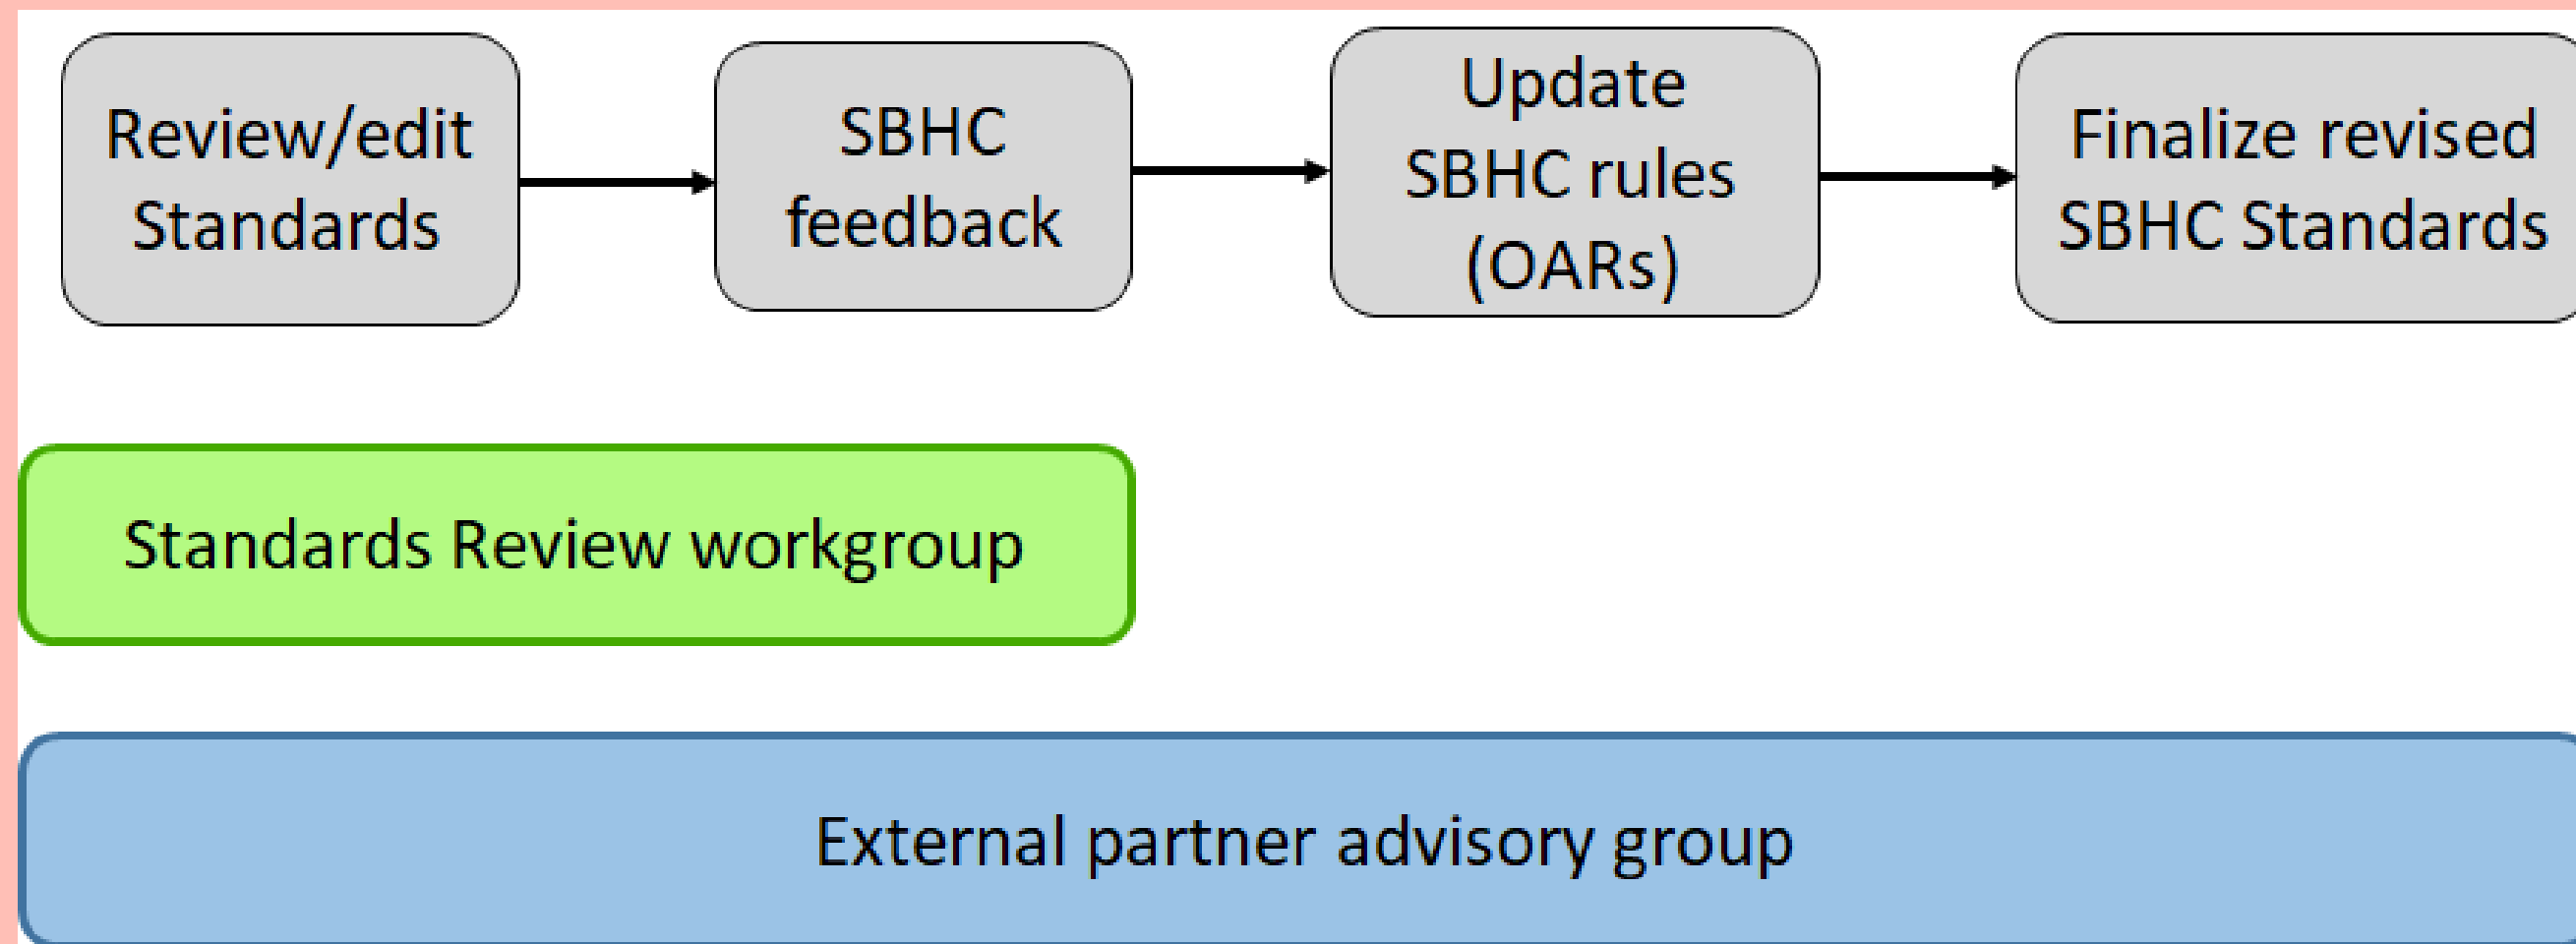 Review/edit
Standards
SBHC
feedback
Update
SBHC rules
(OARs)
Finalize revised
SBHC Standards
Standards Review workgroup
External partner advisory group